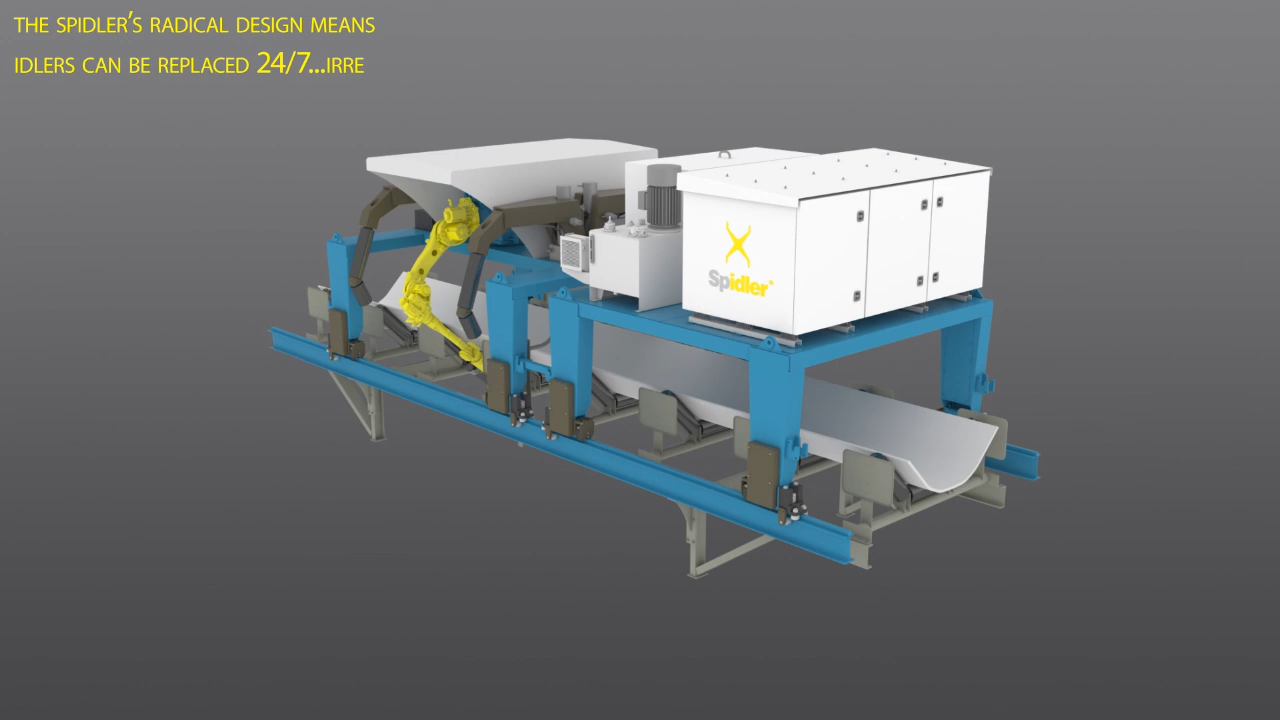 THE SPIDLER'S RADICAL DESIGN MEANS
IDLERS CAN BE REPLACED 24/7...IRRE
Spidler